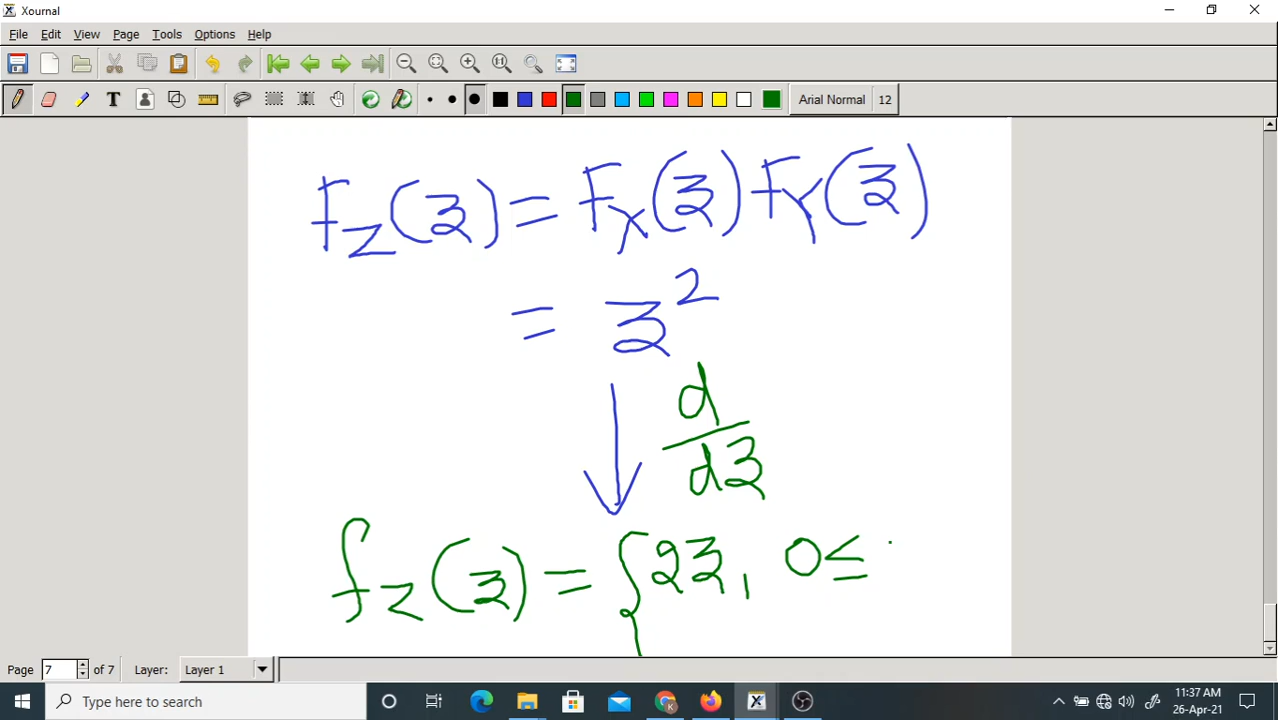 Xournal
File Edit View Page Tools Options Help
Arial Normal 12
F_Z(z) = F_X(z) F_Y(z)
= z^2
d/dz
f_Z(z) = { 2z, 0 ≤
Page 7 of 7 Layer: Layer 1
Type here to search
11:37 AM
26-Apr-21